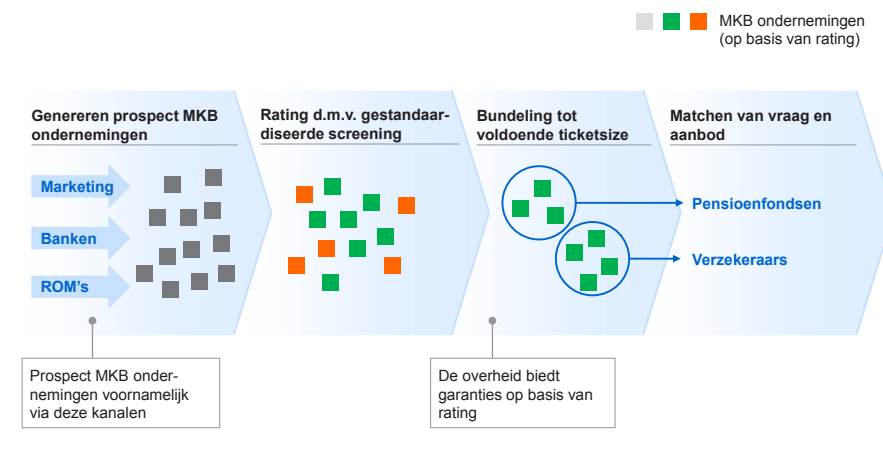 MKB ondernemingen
(op basis van rating)
Genereren prospect MKB
ondernemingen
Rating d.m.v. gestandaar-
diseerde screening
Bundeling tot
voldoende ticketsize
Matchen van vraag en
aanbod
Marketing
Banken
ROM's
Pensioenfondsen
Verzekeraars
Prospect MKB onder-
nemingen voornamelijk
via deze kanalen
De overheid biedt
garanties op basis van
rating